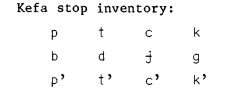 Kefa stop inventory:
p t c k
b d ɟ g
p’ t’ c’ k’